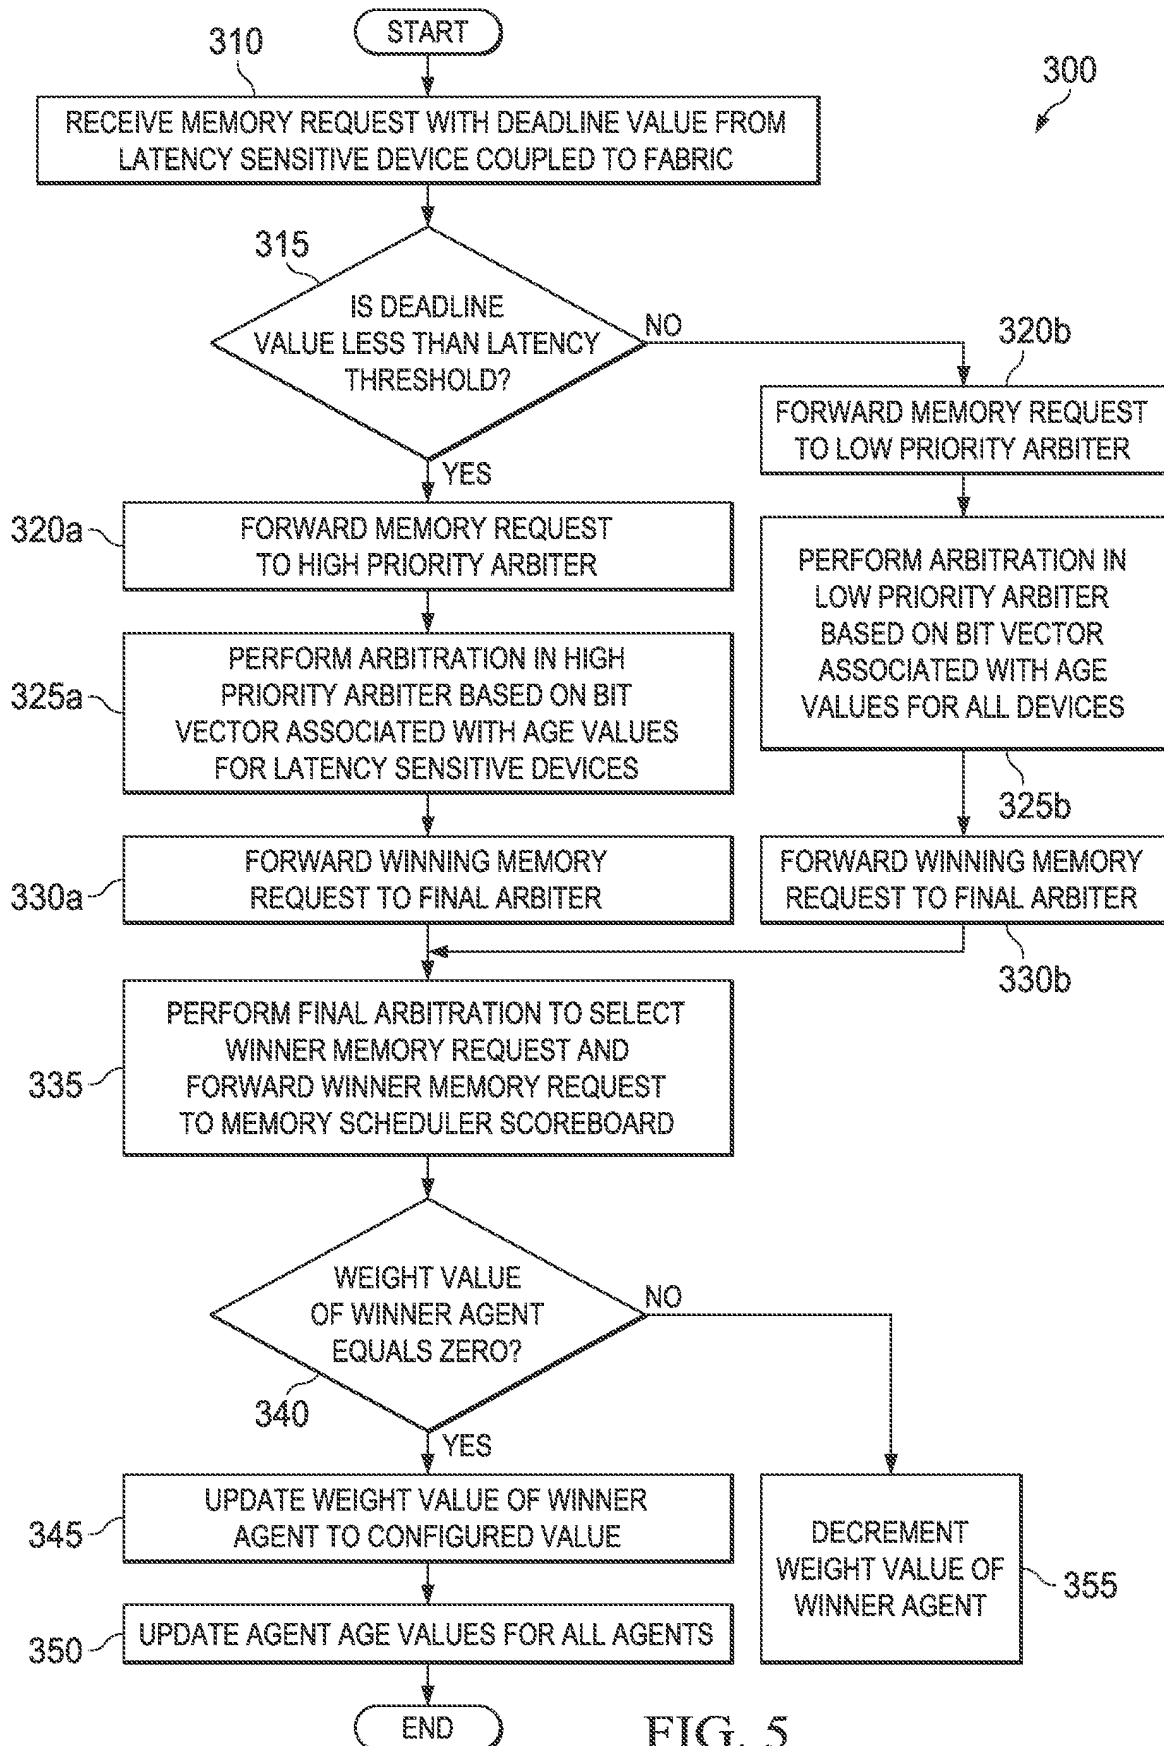 START
310
300
RECEIVE MEMORY REQUEST WITH DEADLINE VALUE FROM
LATENCY SENSITIVE DEVICE COUPLED TO FABRIC
315
IS DEADLINE
VALUE LESS THAN LATENCY
THRESHOLD?
NO
YES
320b
FORWARD MEMORY REQUEST
TO LOW PRIORITY ARBITER
320a
FORWARD MEMORY REQUEST
TO HIGH PRIORITY ARBITER
PERFORM ARBITRATION IN
LOW PRIORITY ARBITER
BASED ON BIT VECTOR
ASSOCIATED WITH AGE
VALUES FOR ALL DEVICES
325b
325a
PERFORM ARBITRATION IN HIGH
PRIORITY ARBITER BASED ON BIT
VECTOR ASSOCIATED WITH AGE VALUES
FOR LATENCY SENSITIVE DEVICES
330a
FORWARD WINNING MEMORY
REQUEST TO FINAL ARBITER
FORWARD WINNING MEMORY
REQUEST TO FINAL ARBITER
330b
335
PERFORM FINAL ARBITRATION TO SELECT
WINNER MEMORY REQUEST AND
FORWARD WINNER MEMORY REQUEST
TO MEMORY SCHEDULER SCOREBOARD
WEIGHT VALUE
OF WINNER AGENT
EQUALS ZERO?
NO
340
YES
345
UPDATE WEIGHT VALUE OF WINNER
AGENT TO CONFIGURED VALUE
DECREMENT
WEIGHT VALUE OF
WINNER AGENT
355
350
UPDATE AGENT AGE VALUES FOR ALL AGENTS
END
FIG. 5